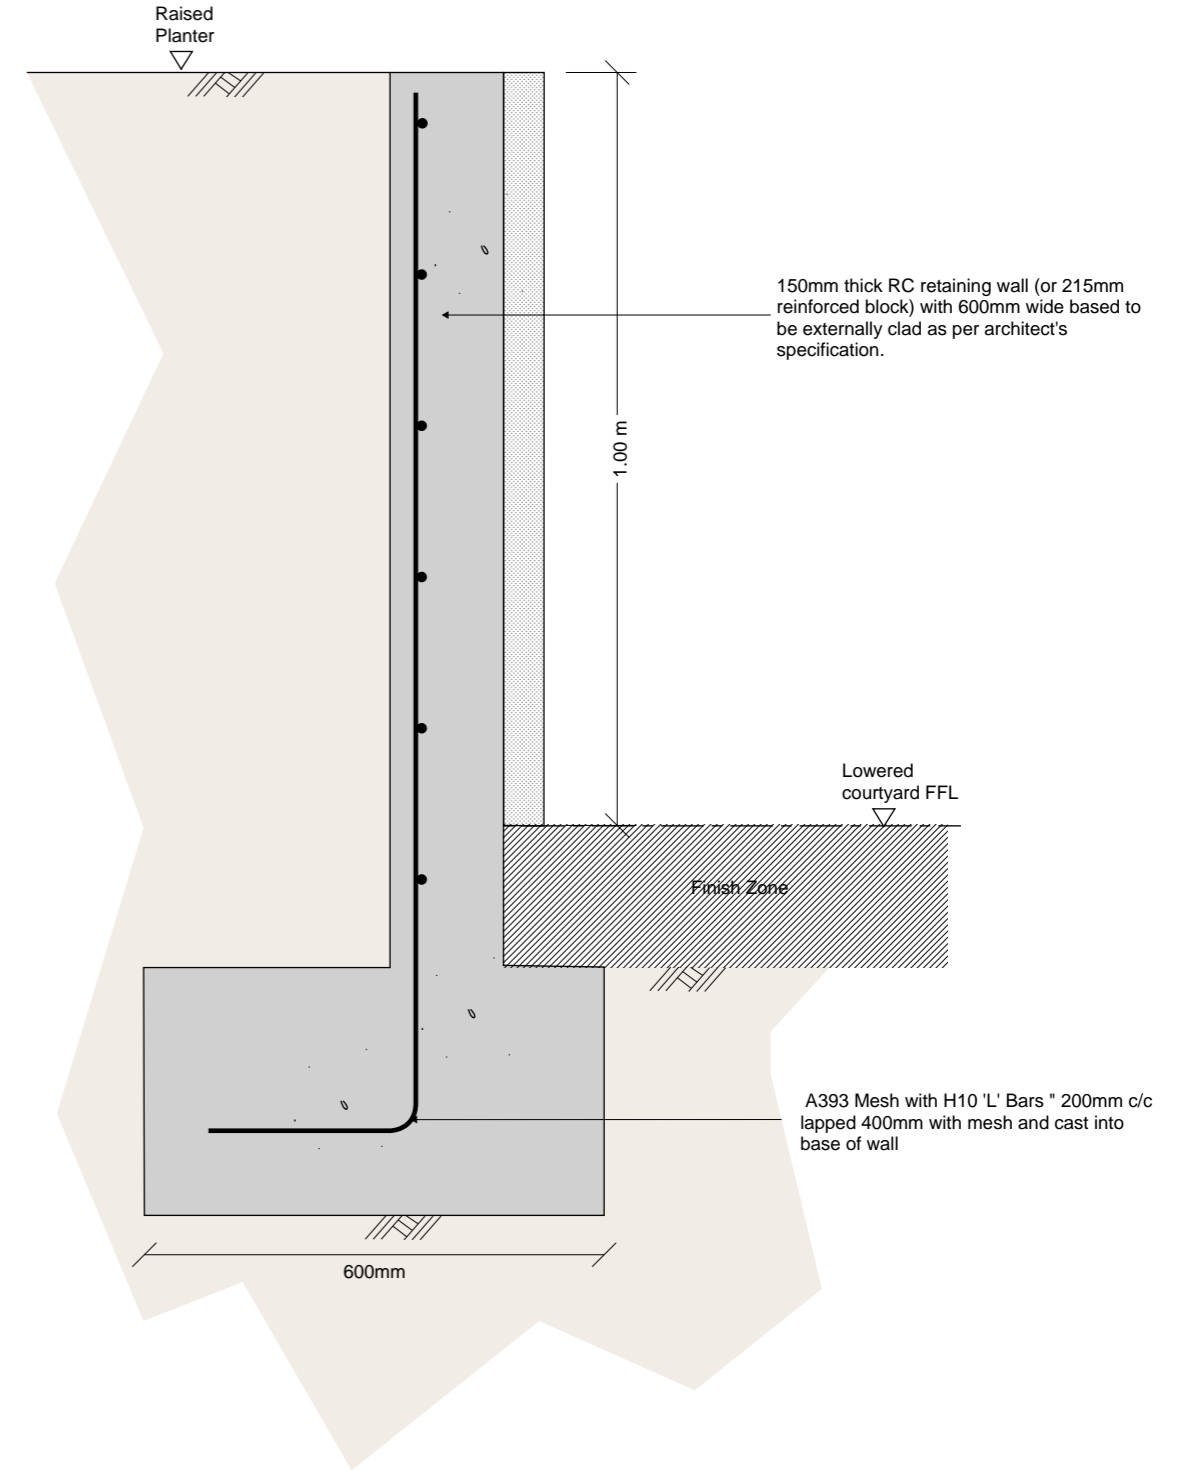 Raised
Planter
150mm thick RC retaining wall (or 215mm
reinforced block) with 600mm wide based to
be externally clad as per architect's
specification.
1.00 m
Lowered
courtyard FFL
Finish Zone
A393 Mesh with H10 'L' Bars " 200mm c/c
lapped 400mm with mesh and cast into
base of wall
600mm